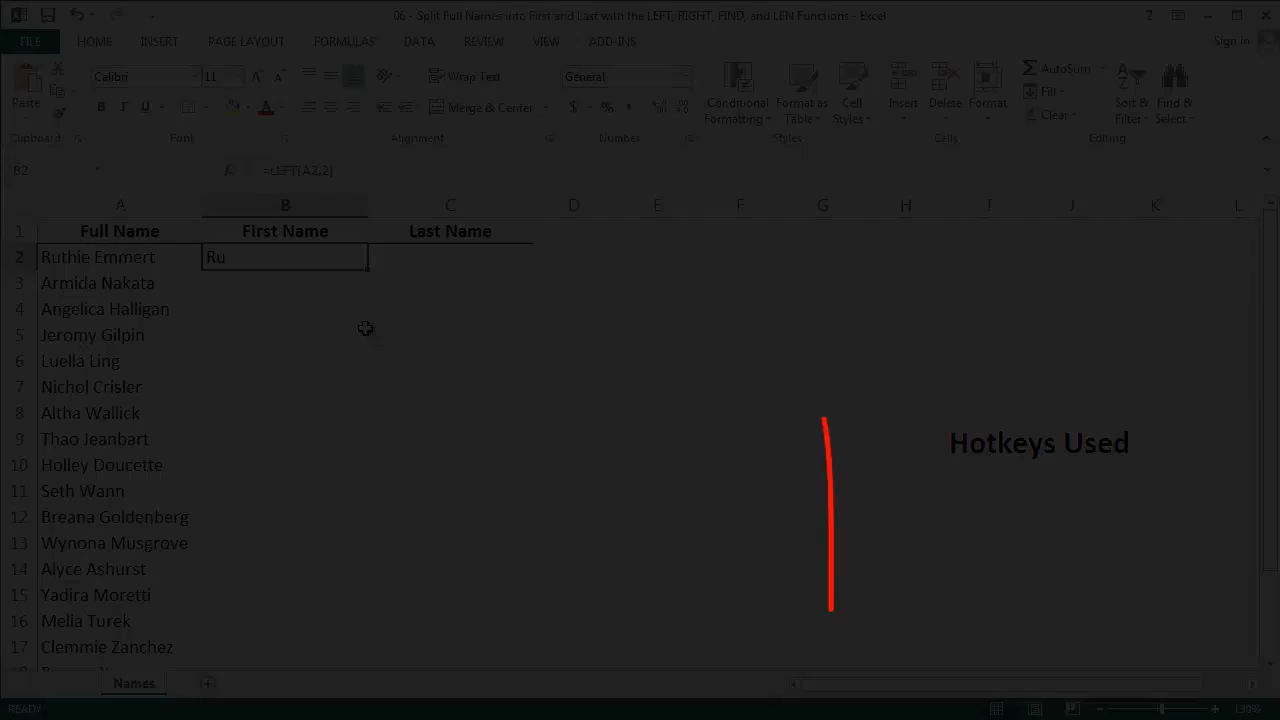 06 - Split Full Names into First and Last with the LEFT, RIGHT, FIND, and LEN Functions - Excel
FILE HOME INSERT PAGE LAYOUT FORMULAS DATA REVIEW VIEW ADD-INS Sign in
Calibri 11 Wrap Text General AutoSum
Paste Fill
B I U Merge & Center $ % Conditional Formatting Format as Table Cell Styles Insert Delete Format Clear Sort & Filter Find & Select
Clipboard Font Alignment Number Styles Cells Editing
B2 fx =LEFT(A2,2)
A B C D E F G H I J K L
1 Full Name First Name Last Name
2 Ruthie Emmert Ru
3 Armida Nakata
4 Angelica Halligan
5 Jeromy Gilpin
6 Luella Ling
7 Nichol Crisler
8 Altha Wallick
9 Thao Jeanbart
Hotkeys Used
10 Holley Doucette
11 Seth Wann
12 Breana Goldenberg
13 Wynona Musgrove
14 Alyce Ashurst
15 Yadira Moretti
16 Melia Turek
17 Clemmie Zanchez
Names
READY 130%